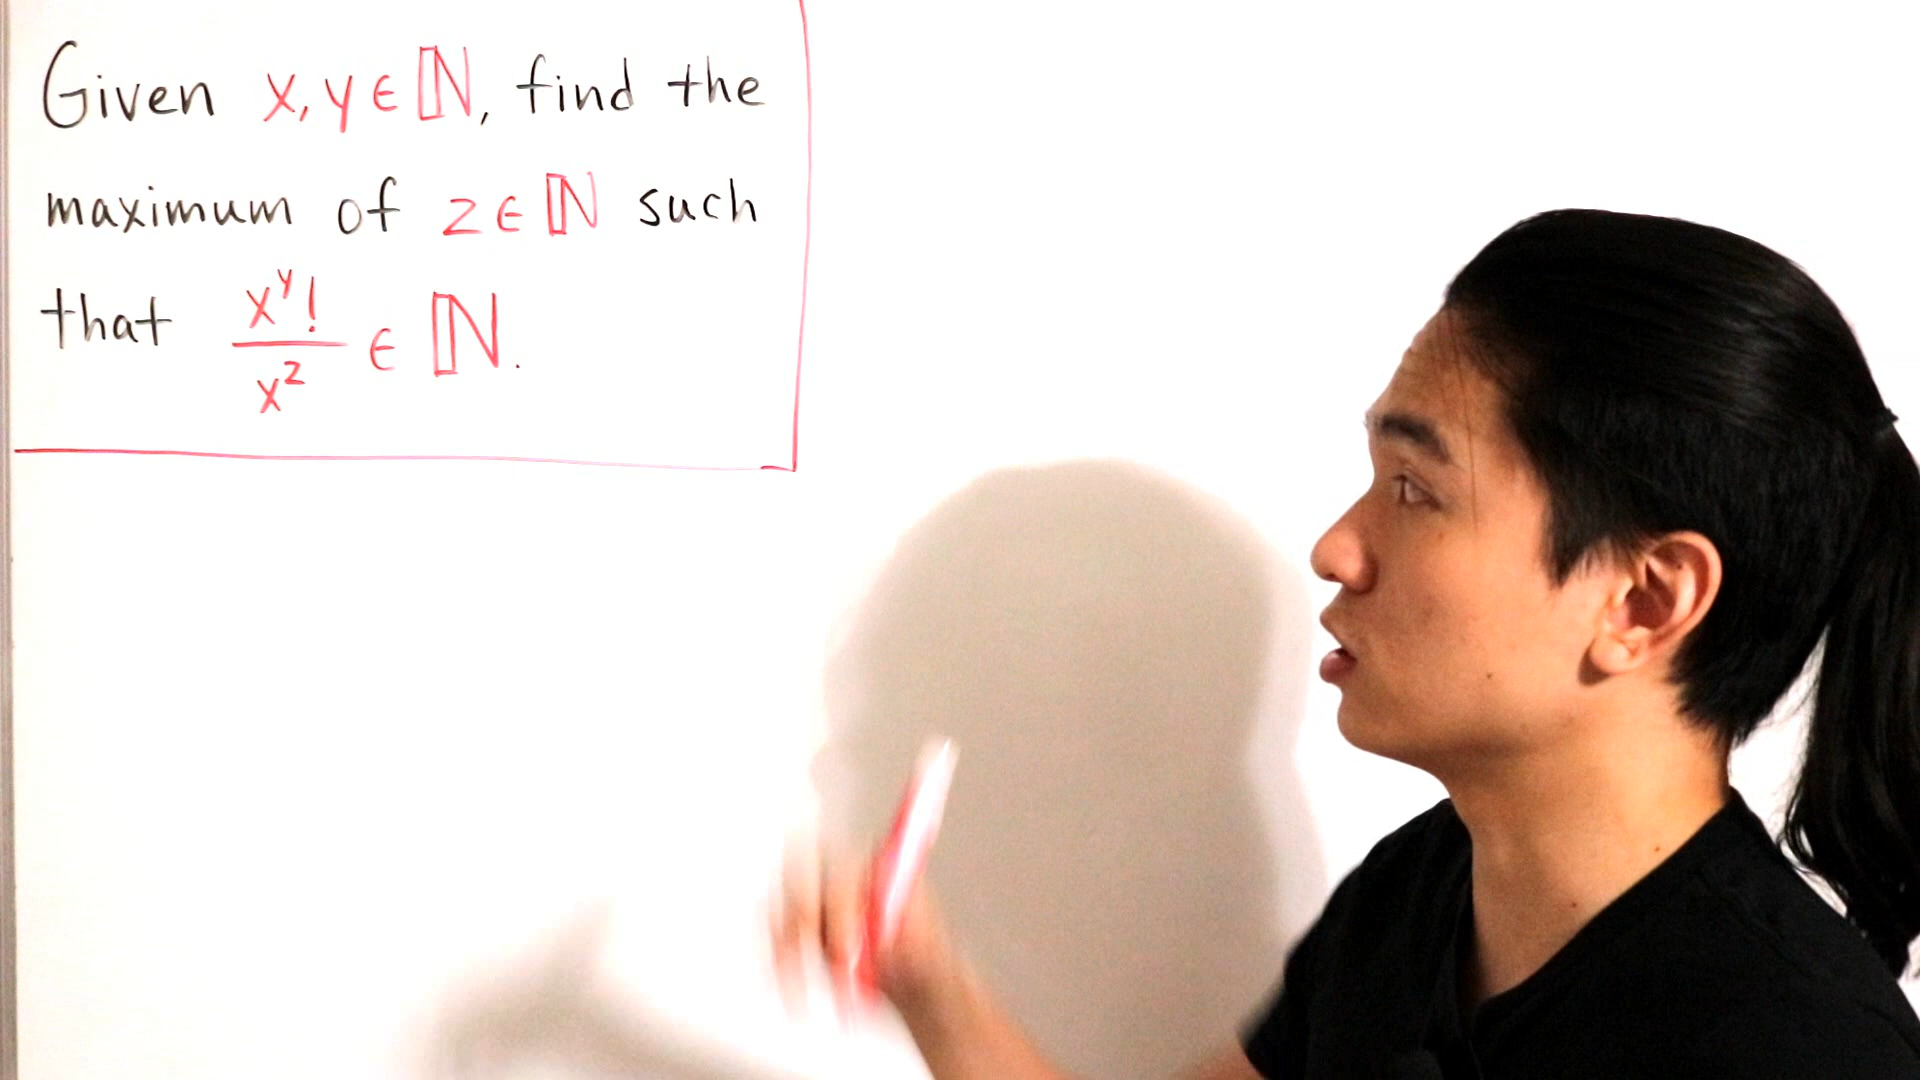 Given x, y ∈ ℕ, find the
maximum of z ∈ ℕ such
that x^y! / x^z ∈ ℕ.